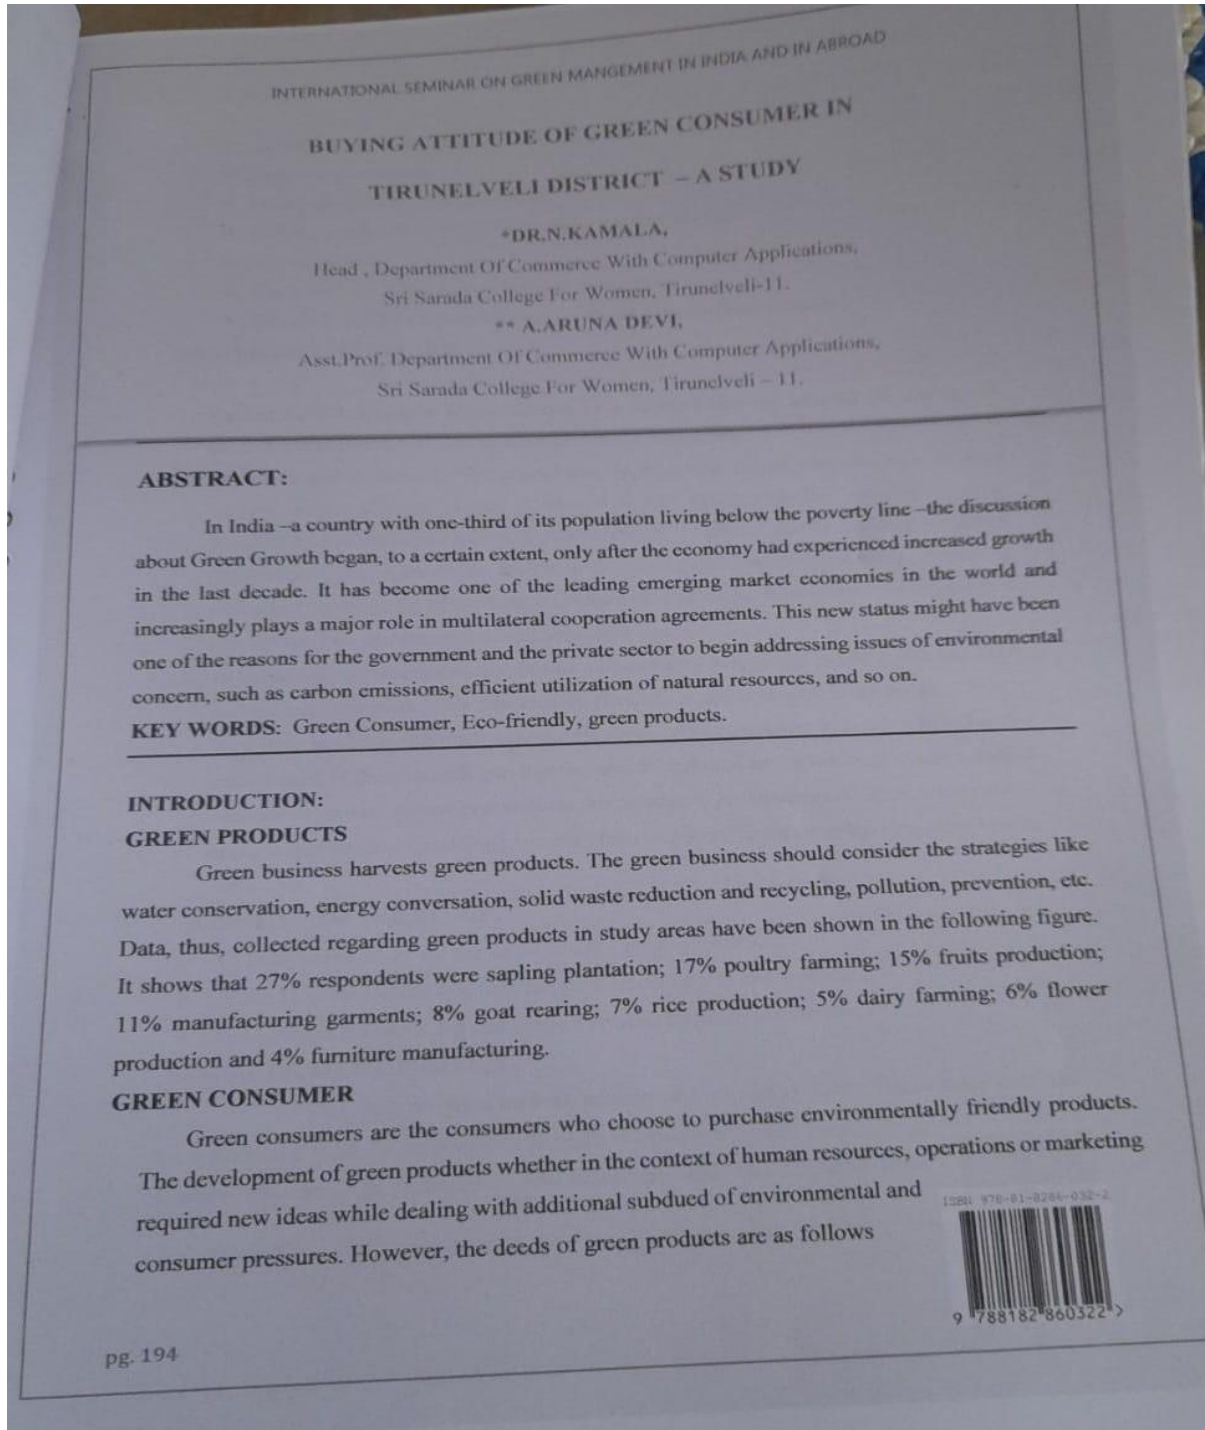 INTERNATIONAL SEMINAR ON GREEN MANGEMENT IN INDIA AND IN ABROAD
BUYING ATTITUDE OF GREEN CONSUMER IN
TIRUNELVELI DISTRICT – A STUDY
*DR.N.KAMALA,
Head , Department Of Commerce With Computer Applications,
Sri Sarada College For Women, Tirunelveli-11.
** A.ARUNA DEVI,
Asst.Prof. Department Of Commerce With Computer Applications,
Sri Sarada College For Women, Tirunelveli – 11.
ABSTRACT:
In India –a country with one-third of its population living below the poverty line –the discussion
about Green Growth began, to a certain extent, only after the economy had experienced increased growth
in the last decade. It has become one of the leading emerging market economies in the world and
increasingly plays a major role in multilateral cooperation agreements. This new status might have been
one of the reasons for the government and the private sector to begin addressing issues of environmental
concern, such as carbon emissions, efficient utilization of natural resources, and so on.
KEY WORDS: Green Consumer, Eco-friendly, green products.
INTRODUCTION:
GREEN PRODUCTS
Green business harvests green products. The green business should consider the strategies like
water conservation, energy conversation, solid waste reduction and recycling, pollution, prevention, etc.
Data, thus, collected regarding green products in study areas have been shown in the following figure.
It shows that 27% respondents were sapling plantation; 17% poultry farming; 15% fruits production;
11% manufacturing garments; 8% goat rearing; 7% rice production; 5% dairy farming; 6% flower
production and 4% furniture manufacturing.
GREEN CONSUMER
Green consumers are the consumers who choose to purchase environmentally friendly products.
The development of green products whether in the context of human resources, operations or marketing
required new ideas while dealing with additional subdued of environmental and
consumer pressures. However, the deeds of green products are as follows
ISBN 978-81-8286-032-2
9 788182 860322 >
pg. 194